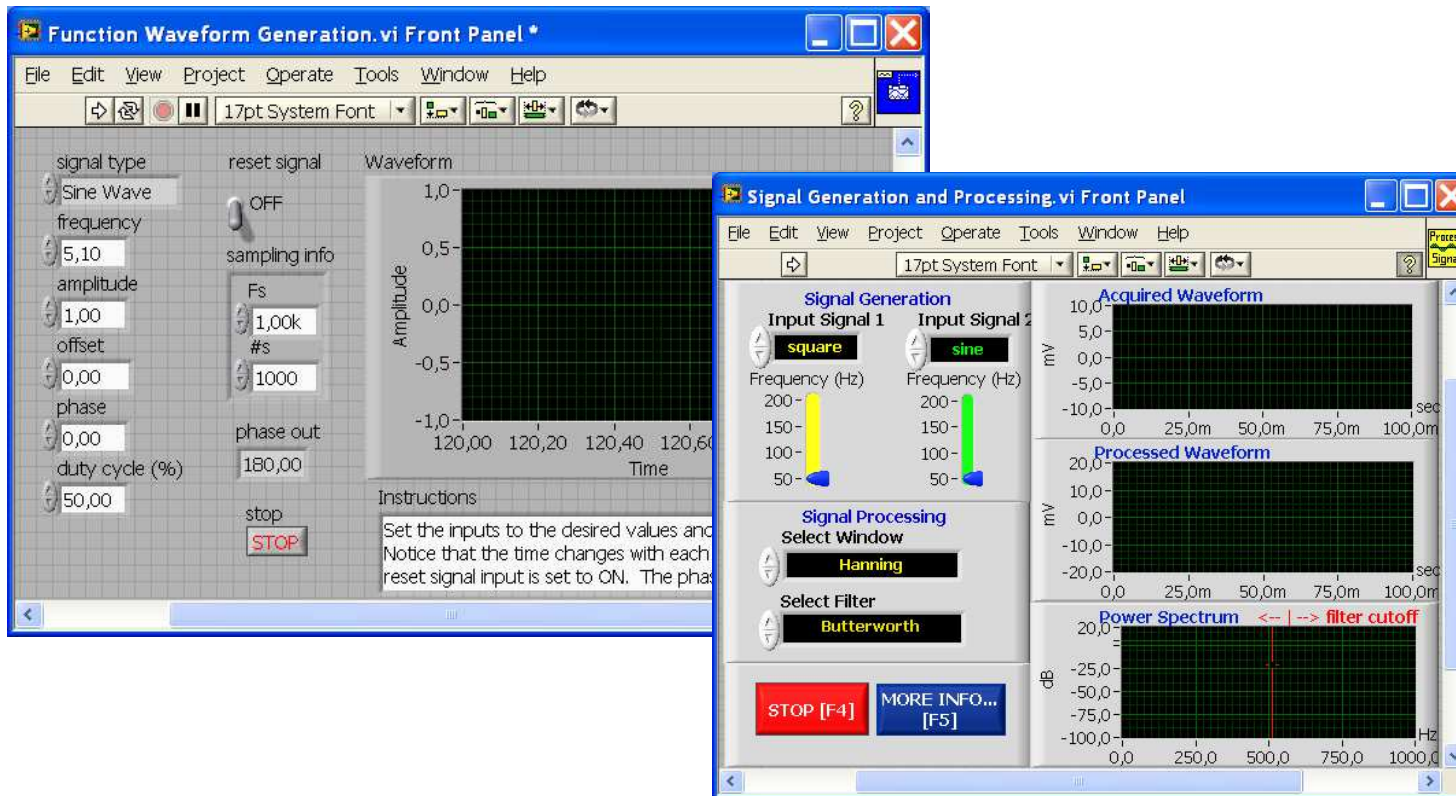 Function Waveform Generation.vi Front Panel *
File Edit View Project Operate Tools Window Help
17pt System Font
?
signal type
Sine Wave
frequency
5,10
amplitude
1,00
offset
0,00
phase
0,00
duty cycle (%)
50,00
reset signal
OFF
sampling info
Fs
1,00k
#s
1000
phase out
180,00
stop
STOP
Waveform
Amplitude
1,0
0,5
0,0
-0,5
-1,0
120,00 120,20 120,40 120,60
Time
Instructions
Set the inputs to the desired values and
Notice that the time changes with each
reset signal input is set to ON. The phas
Signal Generation and Processing.vi Front Panel
File Edit View Project Operate Tools Window Help
17pt System Font
?
Signal Generation
Input Signal 1 Input Signal 2
square sine
Frequency (Hz) Frequency (Hz)
200 200
150 150
100 100
50 50
Signal Processing
Select Window
Hanning
Select Filter
Butterworth
STOP [F4]
MORE INFO...
[F5]
Acquired Waveform
mV
10,0
5,0
0,0
-5,0
-10,0
sec
0,0 25,0m 50,0m 75,0m 100,0m
Processed Waveform
mV
20,0
10,0
0,0
-10,0
-20,0
sec
0,0 25,0m 50,0m 75,0m 100,0m
Power Spectrum <-- | --> filter cutoff
dB
20,0
-25,0
-50,0
-75,0
-100,0
Hz
0,0 250,0 500,0 750,0 1000,0